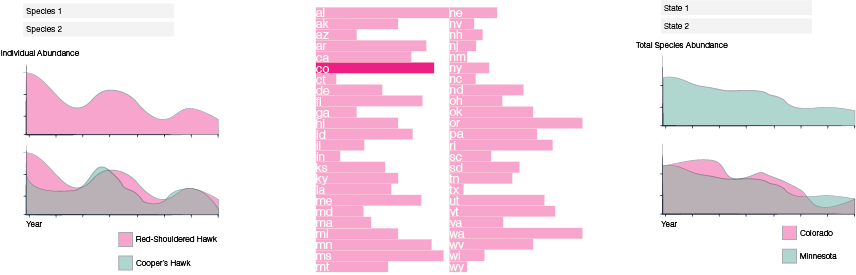 Species 1
Species 2
Individual Abundance
Year
Red-Shouldered Hawk
Cooper's Hawk
al
ak
az
ar
ca
co
ct
de
fl
ga
hi
id
il
in
ks
ky
la
me
md
ma
mi
mn
ms
mt
ne
nv
nh
nj
nm
ny
nc
nd
oh
ok
or
pa
ri
sc
sd
tn
tx
ut
vt
va
wa
wv
wi
wy
State 1
State 2
Total Species Abundance
Year
Colorado
Minnesota